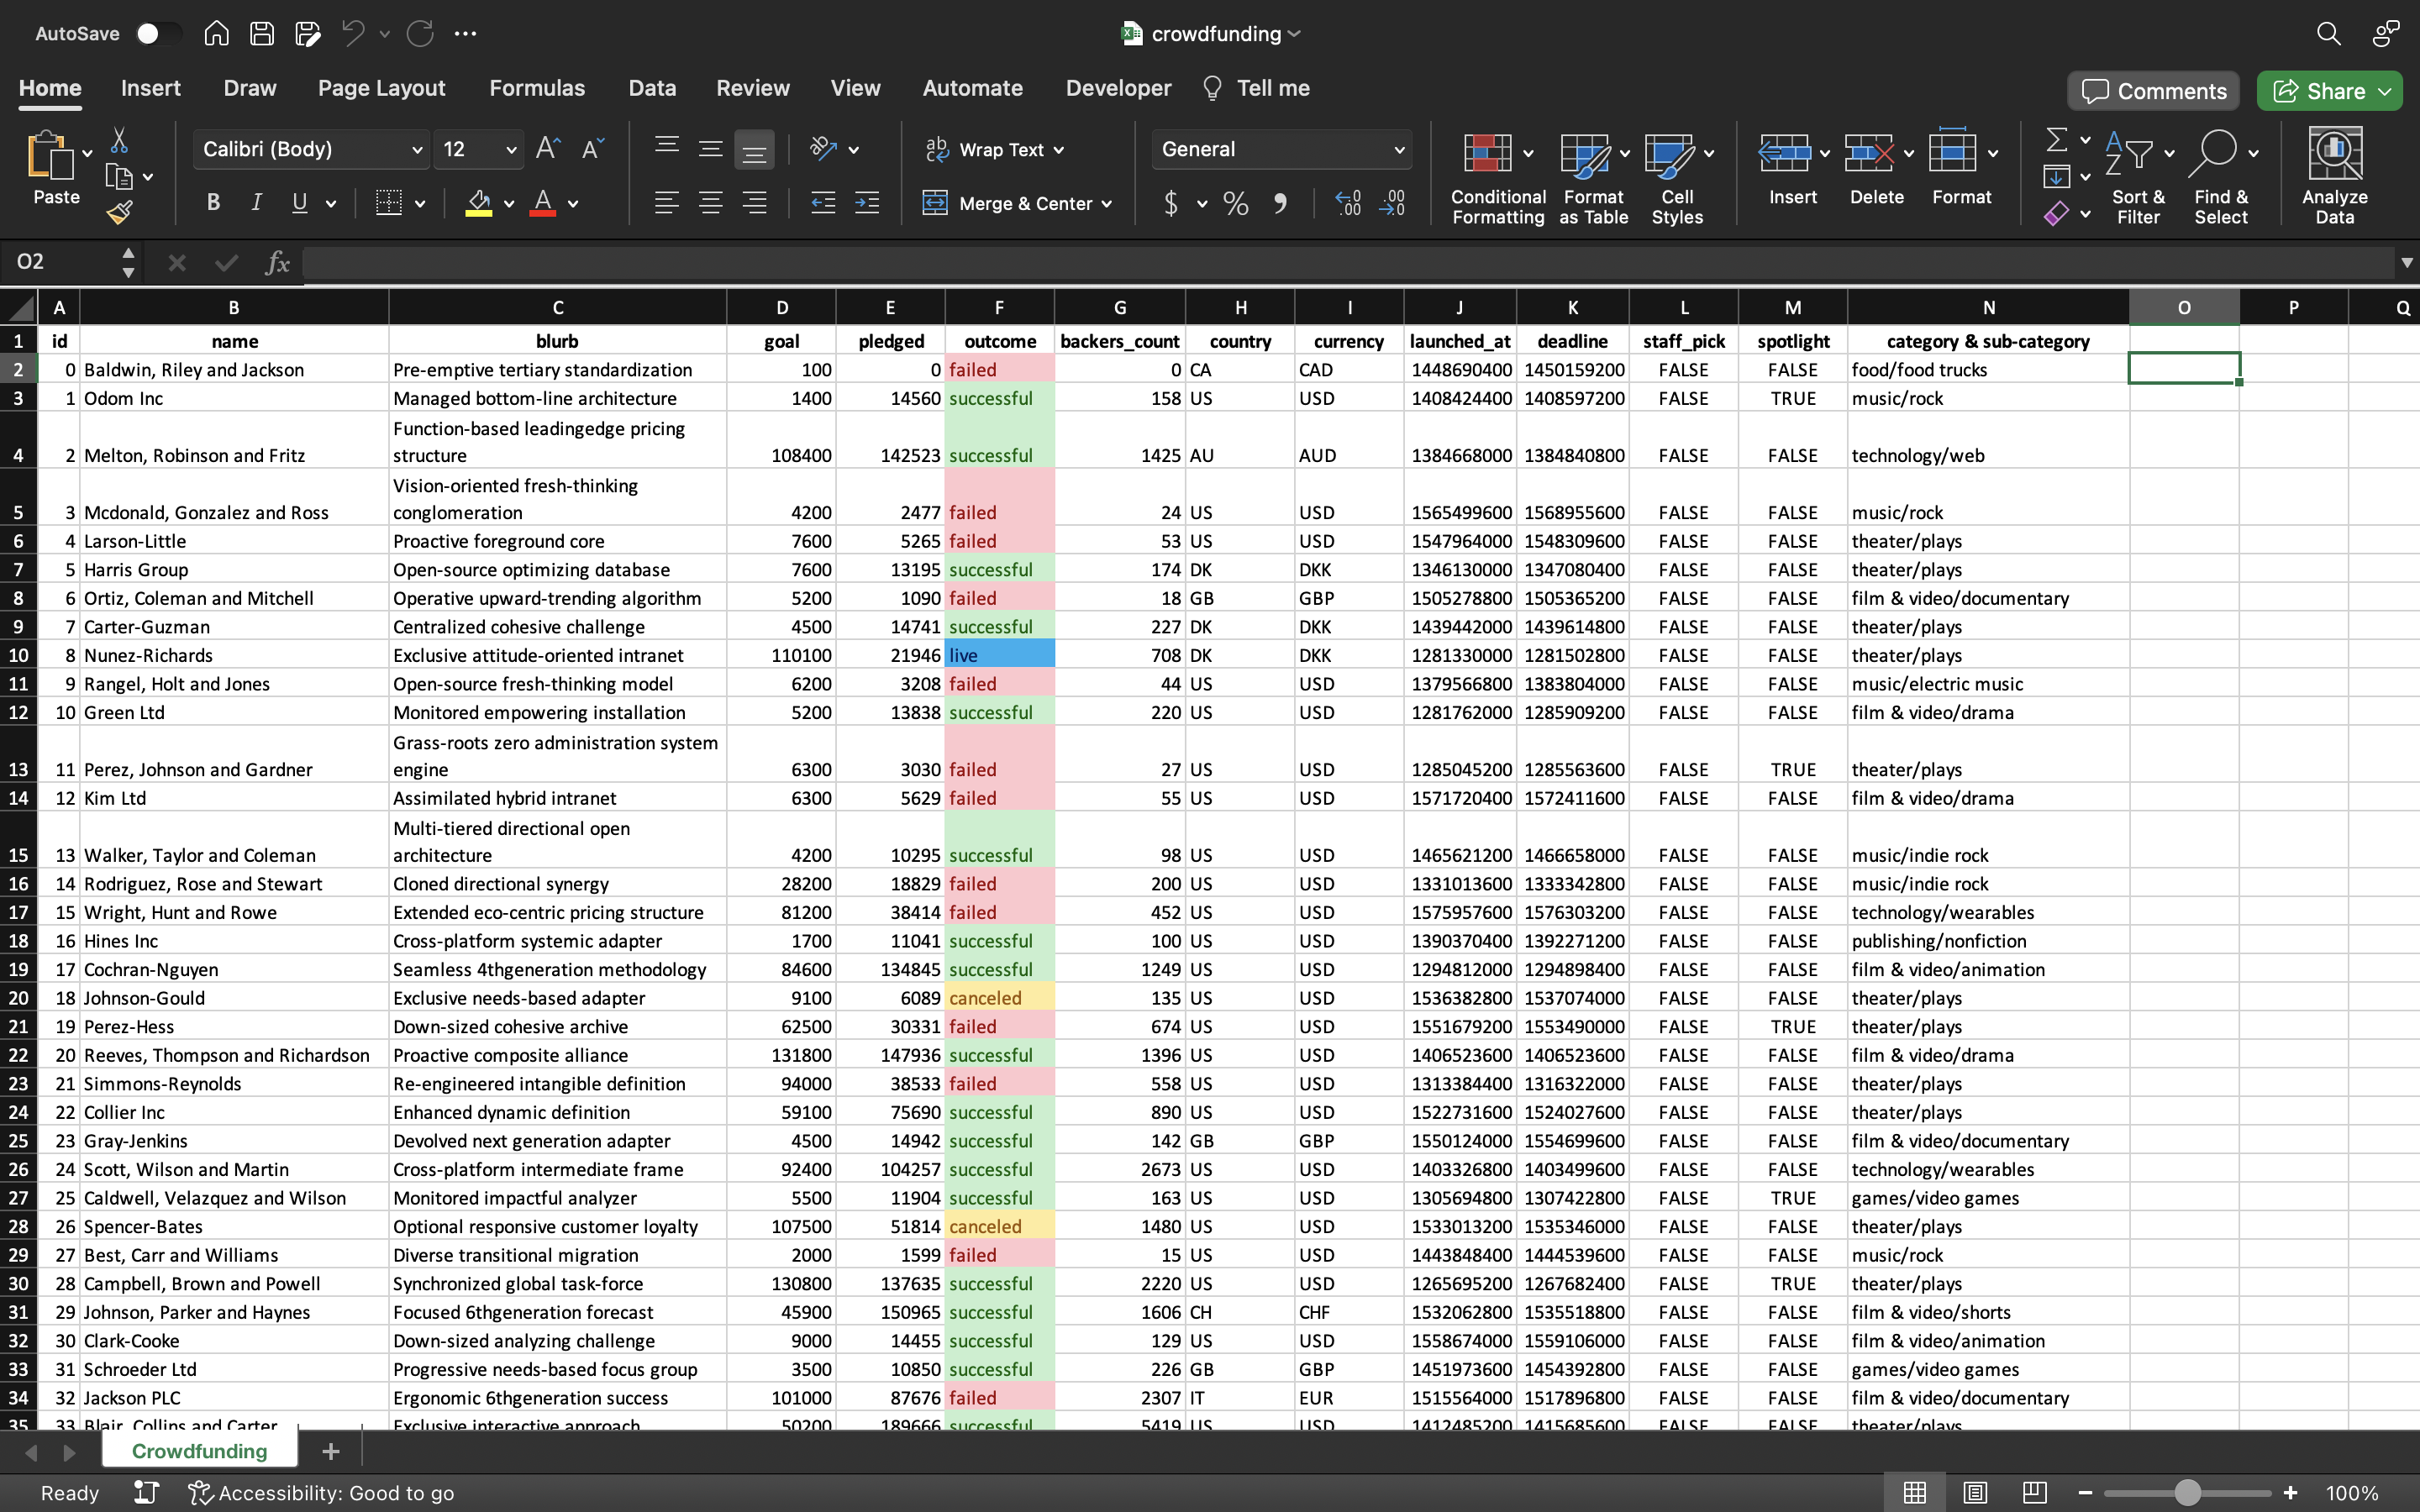 AutoSave
crowdfunding
Home Insert Draw Page Layout Formulas Data Review View Automate Developer Tell me Comments Share
Paste Calibri (Body) 12 Wrap Text General Conditional Formatting Format as Table Cell Styles Insert Delete Format Sort & Filter Find & Select Analyze Data
B I U A Merge & Center $ % 9
O2 fx
A B C D E F G H I J K L M N O P Q
1 id name blurb goal pledged outcome backers_count country currency launched_at deadline staff_pick spotlight category & sub-category
2 0 Baldwin, Riley and Jackson Pre-emptive tertiary standardization 100 0 failed 0 CA CAD 1448690400 1450159200 FALSE FALSE food/food trucks
3 1 Odom Inc Managed bottom-line architecture 1400 14560 successful 158 US USD 1408424400 1408597200 FALSE TRUE music/rock
4 2 Melton, Robinson and Fritz Function-based leadingedge pricing structure 108400 142523 successful 1425 AU AUD 1384668000 1384840800 FALSE FALSE technology/web
5 3 Mcdonald, Gonzalez and Ross Vision-oriented fresh-thinking conglomeration 4200 2477 failed 24 US USD 1565499600 1568955600 FALSE FALSE music/rock
6 4 Larson-Little Proactive foreground core 7600 5265 failed 53 US USD 1547964000 1548309600 FALSE FALSE theater/plays
7 5 Harris Group Open-source optimizing database 7600 13195 successful 174 DK DKK 1346130000 1347080400 FALSE FALSE theater/plays
8 6 Ortiz, Coleman and Mitchell Operative upward-trending algorithm 5200 1090 failed 18 GB GBP 1505278800 1505365200 FALSE FALSE film & video/documentary
9 7 Carter-Guzman Centralized cohesive challenge 4500 14741 successful 227 DK DKK 1439442000 1439614800 FALSE FALSE theater/plays
10 8 Nunez-Richards Exclusive attitude-oriented intranet 110100 21946 live 708 DK DKK 1281330000 1281502800 FALSE FALSE theater/plays
11 9 Rangel, Holt and Jones Open-source fresh-thinking model 6200 3208 failed 44 US USD 1379566800 1383804000 FALSE FALSE music/electric music
12 10 Green Ltd Monitored empowering installation 5200 13838 successful 220 US USD 1281762000 1285909200 FALSE FALSE film & video/drama
13 11 Perez, Johnson and Gardner Grass-roots zero administration system engine 6300 3030 failed 27 US USD 1285045200 1285563600 FALSE TRUE theater/plays
14 12 Kim Ltd Assimilated hybrid intranet 6300 5629 failed 55 US USD 1571720400 1572411600 FALSE FALSE film & video/drama
15 13 Walker, Taylor and Coleman Multi-tiered directional open architecture 4200 10295 successful 98 US USD 1465621200 1466658000 FALSE FALSE music/indie rock
16 14 Rodriguez, Rose and Stewart Cloned directional synergy 28200 18829 failed 200 US USD 1331013600 1333342800 FALSE FALSE music/indie rock
17 15 Wright, Hunt and Rowe Extended eco-centric pricing structure 81200 38414 failed 452 US USD 1575957600 1576303200 FALSE FALSE technology/wearables
18 16 Hines Inc Cross-platform systemic adapter 1700 11041 successful 100 US USD 1390370400 1392271200 FALSE FALSE publishing/nonfiction
19 17 Cochran-Nguyen Seamless 4thgeneration methodology 84600 134845 successful 1249 US USD 1294812000 1294898400 FALSE FALSE film & video/animation
20 18 Johnson-Gould Exclusive needs-based adapter 9100 6089 canceled 135 US USD 1536382800 1537074000 FALSE FALSE theater/plays
21 19 Perez-Hess Down-sized cohesive archive 62500 30331 failed 674 US USD 1551679200 1553490000 FALSE TRUE theater/plays
22 20 Reeves, Thompson and Richardson Proactive composite alliance 131800 147936 successful 1396 US USD 1406523600 1406523600 FALSE FALSE film & video/drama
23 21 Simmons-Reynolds Re-engineered intangible definition 94000 38533 failed 558 US USD 1313384400 1316322000 FALSE FALSE theater/plays
24 22 Collier Inc Enhanced dynamic definition 59100 75690 successful 890 US USD 1522731600 1524027600 FALSE FALSE theater/plays
25 23 Gray-Jenkins Devolved next generation adapter 4500 14942 successful 142 GB GBP 1550124000 1554699600 FALSE FALSE film & video/documentary
26 24 Scott, Wilson and Martin Cross-platform intermediate frame 92400 104257 successful 2673 US USD 1403326800 1403499600 FALSE FALSE technology/wearables
27 25 Caldwell, Velazquez and Wilson Monitored impactful analyzer 5500 11904 successful 163 US USD 1305694800 1307422800 FALSE TRUE games/video games
28 26 Spencer-Bates Optional responsive customer loyalty 107500 51814 canceled 1480 US USD 1533013200 1535346000 FALSE FALSE theater/plays
29 27 Best, Carr and Williams Diverse transitional migration 2000 1599 failed 15 US USD 1443848400 1444539600 FALSE FALSE music/rock
30 28 Campbell, Brown and Powell Synchronized global task-force 130800 137635 successful 2220 US USD 1265695200 1267682400 FALSE TRUE theater/plays
31 29 Johnson, Parker and Haynes Focused 6thgeneration forecast 45900 150965 successful 1606 CH CHF 1532062800 1535518800 FALSE FALSE film & video/shorts
32 30 Clark-Cooke Down-sized analyzing challenge 9000 14455 successful 129 US USD 1558674000 1559106000 FALSE FALSE film & video/animation
33 31 Schroeder Ltd Progressive needs-based focus group 3500 10850 successful 226 GB GBP 1451973600 1454392800 FALSE FALSE games/video games
34 32 Jackson PLC Ergonomic 6thgeneration success 101000 87676 failed 2307 IT EUR 1515564000 1517896800 FALSE FALSE film & video/documentary
35 33 Blair, Collins and Carter Exclusive interactive approach 50200 189666 successful 5419 US USD 1412485200 1415685600 FALSE FALSE theater/plays
Crowdfunding
Ready Accessibility: Good to go 100%